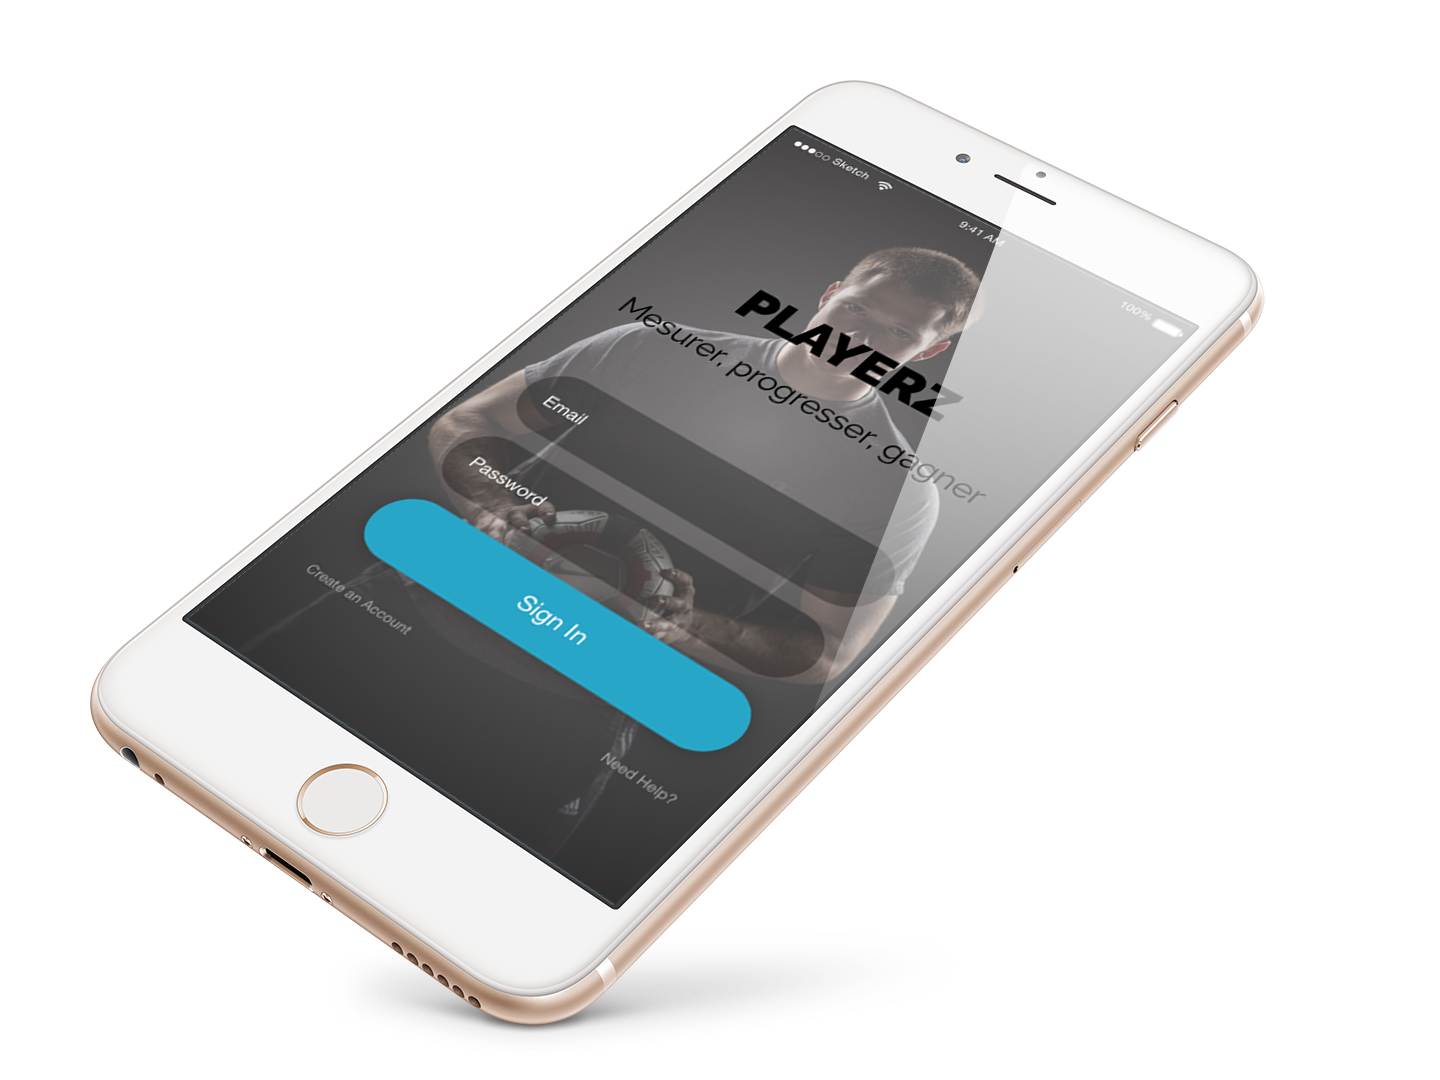 Sketch
9:41 AM
100%
PLAYERZ
Mesurer, progresser, gagner
Email
Password
Sign In
Create an Account
Need Help?